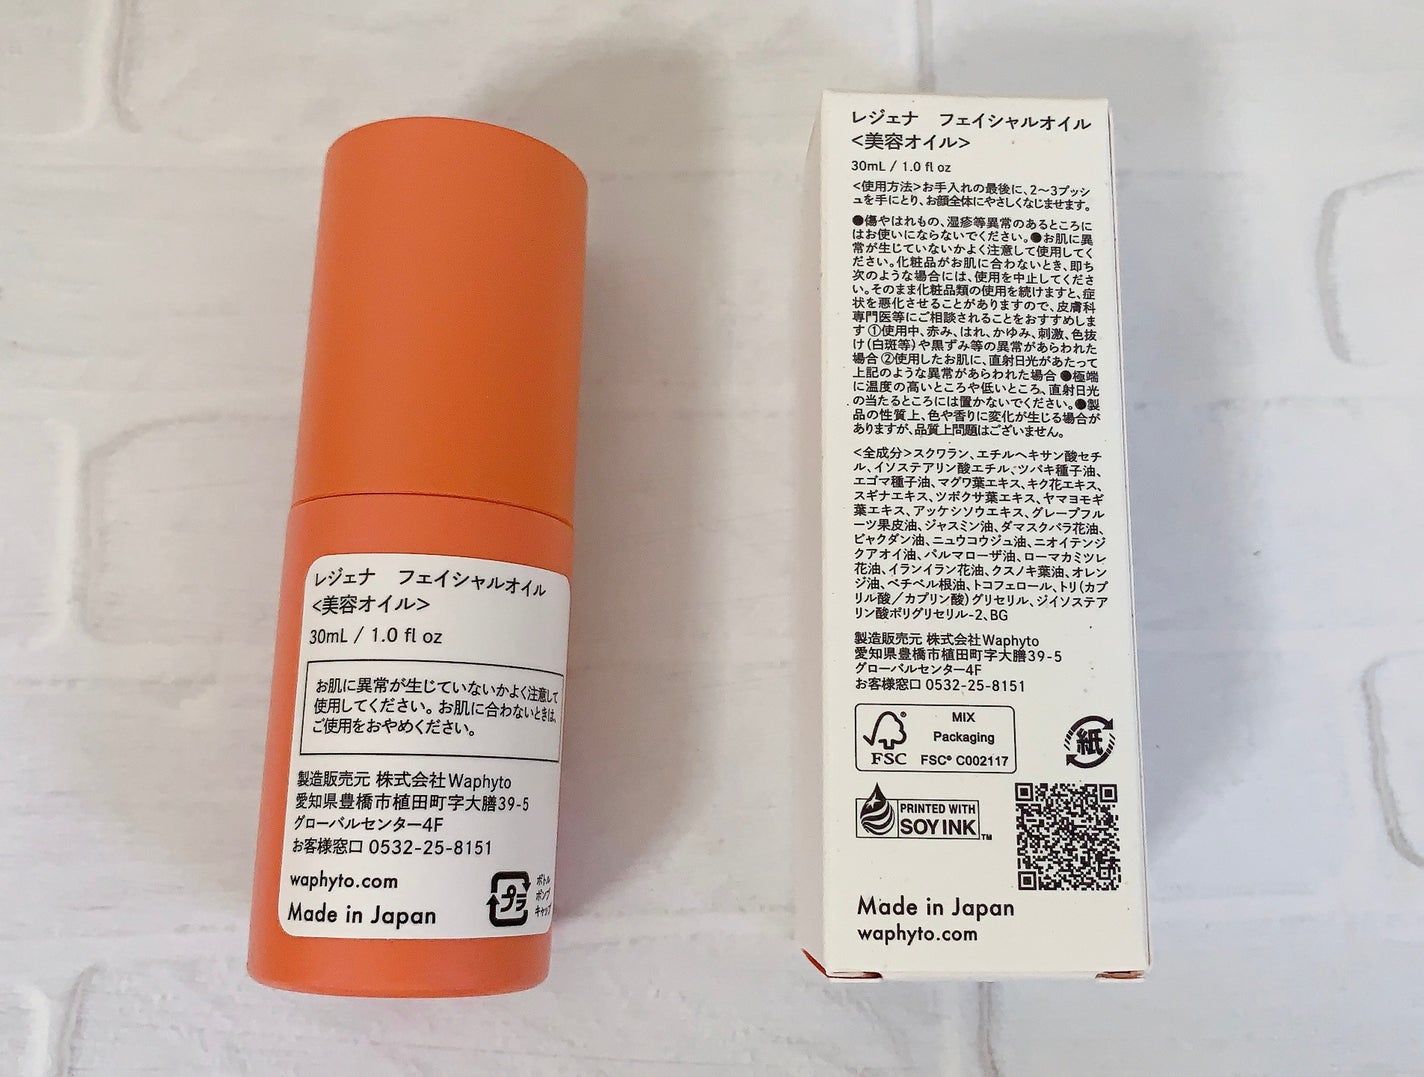 レジェナ　フェイシャルオイル
<美容オイル>
30mL / 1.0 fl oz
お肌に異常が生じていないかよく注意して
使用してください。お肌に合わないときは、
ご使用をおやめください。
製造販売元 株式会社Waphyto
愛知県豊橋市植田町字大膳39-5
グローバルセンター4F
お客様窓口 0532-25-8151
waphyto.com
Made in Japan
プラ
ボトル
ポンプ
キャップ
レジェナ　フェイシャルオイル
<美容オイル>
30mL / 1.0 fl oz
<使用方法>お手入れの最後に、2〜3プッシ
ュを手にとり、お顔全体にやさしくなじませます。
●傷やはれもの、湿疹等異常のあるところに
はお使いにならないでください。●お肌に異
常が生じていないかよく注意して使用してく
ださい。化粧品がお肌に合わないとき、即ち
次のような場合には、使用を中止してくださ
い。そのまま化粧品類の使用を続けますと、症
状を悪化させることがありますので、皮膚科
専門医等にご相談されることをおすすめしま
す ①使用中、赤み、はれ、かゆみ、刺激、色抜
け(白斑等)や黒ずみ等の異常があらわれた
場合 ②使用したお肌に、直射日光があたって
上記のような異常があらわれた場合 ●極端
に温度の高いところや低いところ、直射日光
の当たるところには置かないでください。●製
品の性質上、色や香りに変化が生じる場合が
ありますが、品質上問題はございません。
<全成分>スクワラン、エチルヘキサン酸セチ
ル、イソステアリン酸エチル、ツバキ種子油、
エゴマ種子油、マグワ葉エキス、キク花エキス、
スギナエキス、ツボクサ葉エキス、ヤマヨモギ
葉エキス、アッケシソウエキス、グレープフル
ーツ果皮油、ジャスミン油、ダマスクバラ花油、
ビャクダン油、ニュウコウジュ油、ニオイテンジ
クアオイ油、パルマローザ油、ローマカミツレ
花油、イランイラン花油、クスノキ葉油、オレン
ジ油、ベチベル根油、トコフェロール、トリ(カプ
リル酸／カプリン酸)グリセリル、ジイソステア
リン酸ポリグリセリル-2、BG
製造販売元 株式会社Waphyto
愛知県豊橋市植田町字大膳39-5
グローバルセンター4F
お客様窓口 0532-25-8151
FSC®
MIX
Packaging
FSC® C002117
紙
PRINTED WITH
SOY INK™
Made in Japan
waphyto.com